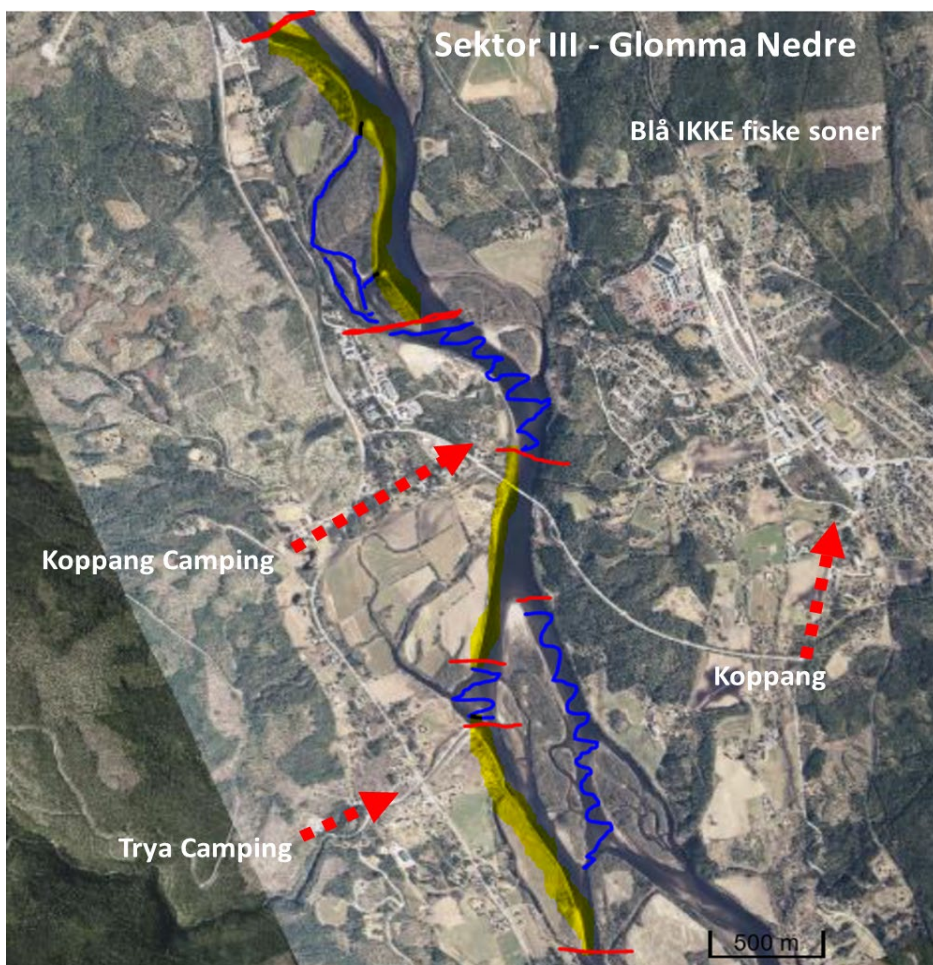 Sektor III - Glomma Nedre
Blå IKKE fiske soner
Koppang Camping
Koppang
Trya Camping
500 m